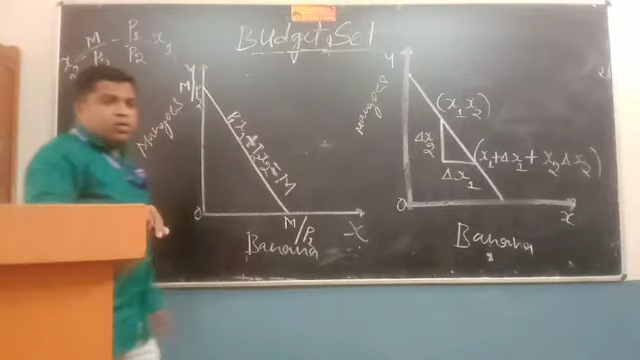 Budget Set
x₂ = M/P₁ - P₁/P₂ x₁
Y
M/P₂
Mangoes
P₁x₁ + P₂x₂ = M
O
M/P₂
X
Banana
Y
Mangoes
(x₁ x₂)
Δx₂
(x₁+Δx₁ + x₂Δx₂)
Δx₁
O
X
Banana